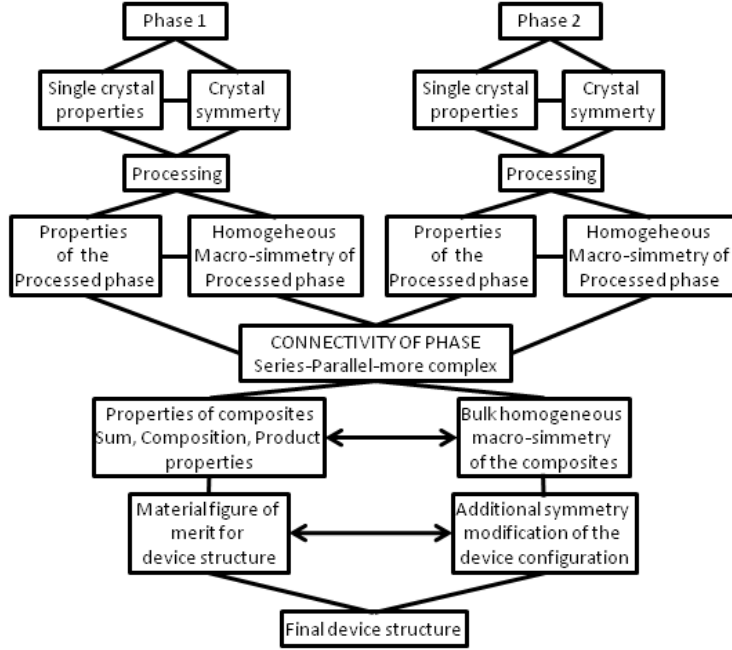 Phase 1
Phase 2
Single crystal
properties
Crystal
symmerty
Single crystal
properties
Crystal
symmerty
Processing
Processing
Properties
of the
Processed phase
Homogeheous
Macro-simmetry of
Processed phase
Properties
of the
Processed phase
Homogeheous
Macro-simmetry of
Processed phase
CONNECTIVITY OF PHASE
Series-Parallel-more complex
Properties of composites
Sum, Composition, Product
properties
Bulk homogeneous
macro-simmetry
of the composites
Material figure of
merit for
device structure
Additional symmetry
modification of the
device configuration
Final device structure